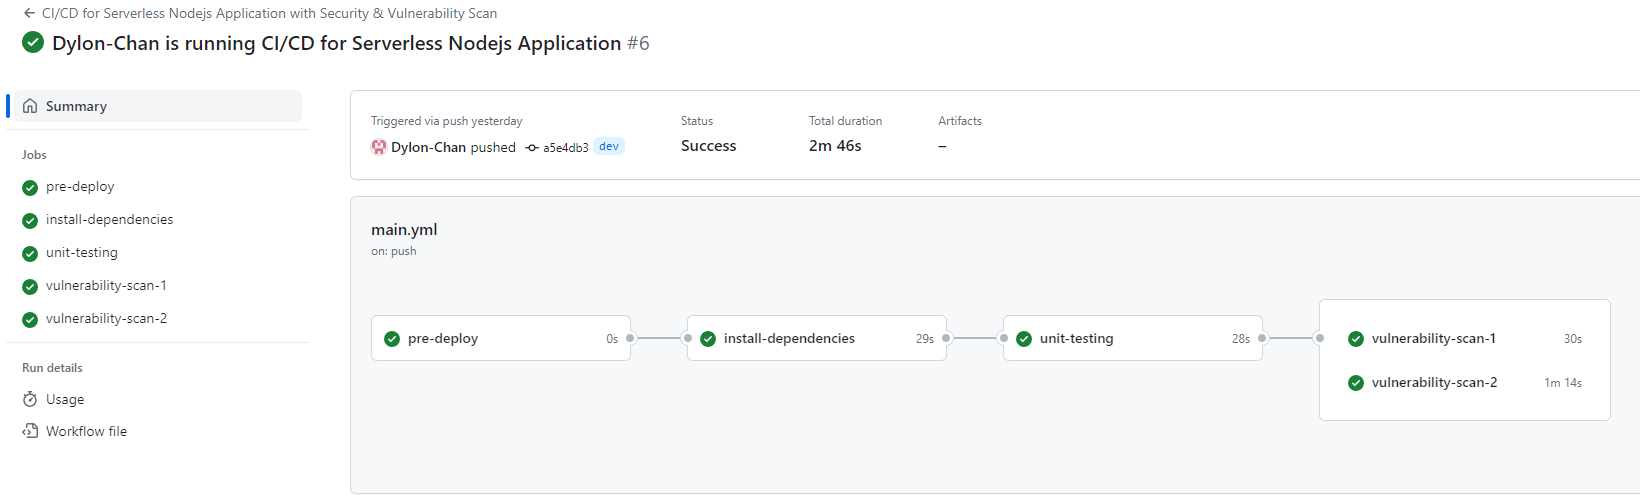 CI/CD for Serverless Nodejs Application with Security & Vulnerability Scan
Dylon-Chan is running CI/CD for Serverless Nodejs Application #6
Summary
Jobs
pre-deploy
install-dependencies
unit-testing
vulnerability-scan-1
vulnerability-scan-2
Run details
Usage
Workflow file
Triggered via push yesterday
Dylon-Chan pushed a5e4db3 dev
Status
Success
Total duration
2m 46s
Artifacts
–
main.yml
on: push
pre-deploy 0s
install-dependencies 29s
unit-testing 28s
vulnerability-scan-1 30s
vulnerability-scan-2 1m 14s